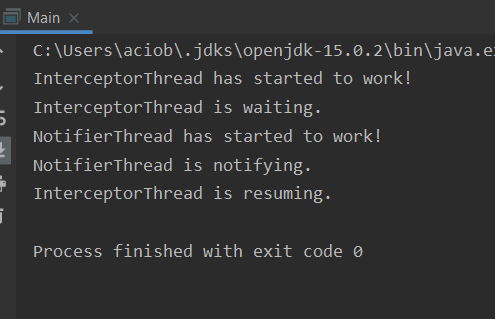 Main
C:\Users\aciob\.jdks\openjdk-15.0.2\bin\java.ex
InterceptorThread has started to work!
InterceptorThread is waiting.
NotifierThread has started to work!
NotifierThread is notifying.
InterceptorThread is resuming.
Process finished with exit code 0